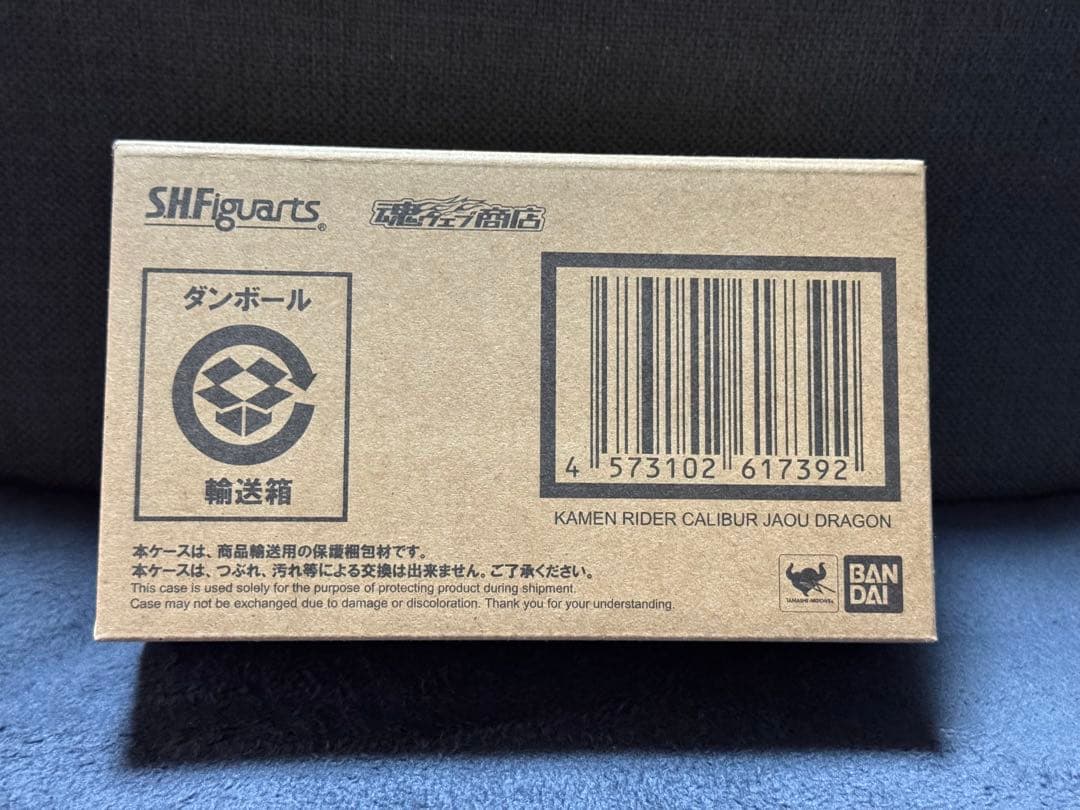 S.H.Figuarts®
魂ウェブ商店
ダンボール
輸送箱
4 573102 617392
KAMEN RIDER CALIBUR JAOU DRAGON
本ケースは、商品輸送用の保護梱包材です。
本ケースは、つぶれ、汚れ等による交換は出来ません。ご了承ください。
This case is used solely for the purpose of protecting product during shipment.
Case may not be exchanged due to damage or discoloration. Thank you for your understanding.
TAMASHII NATIONS
BAN
DAI